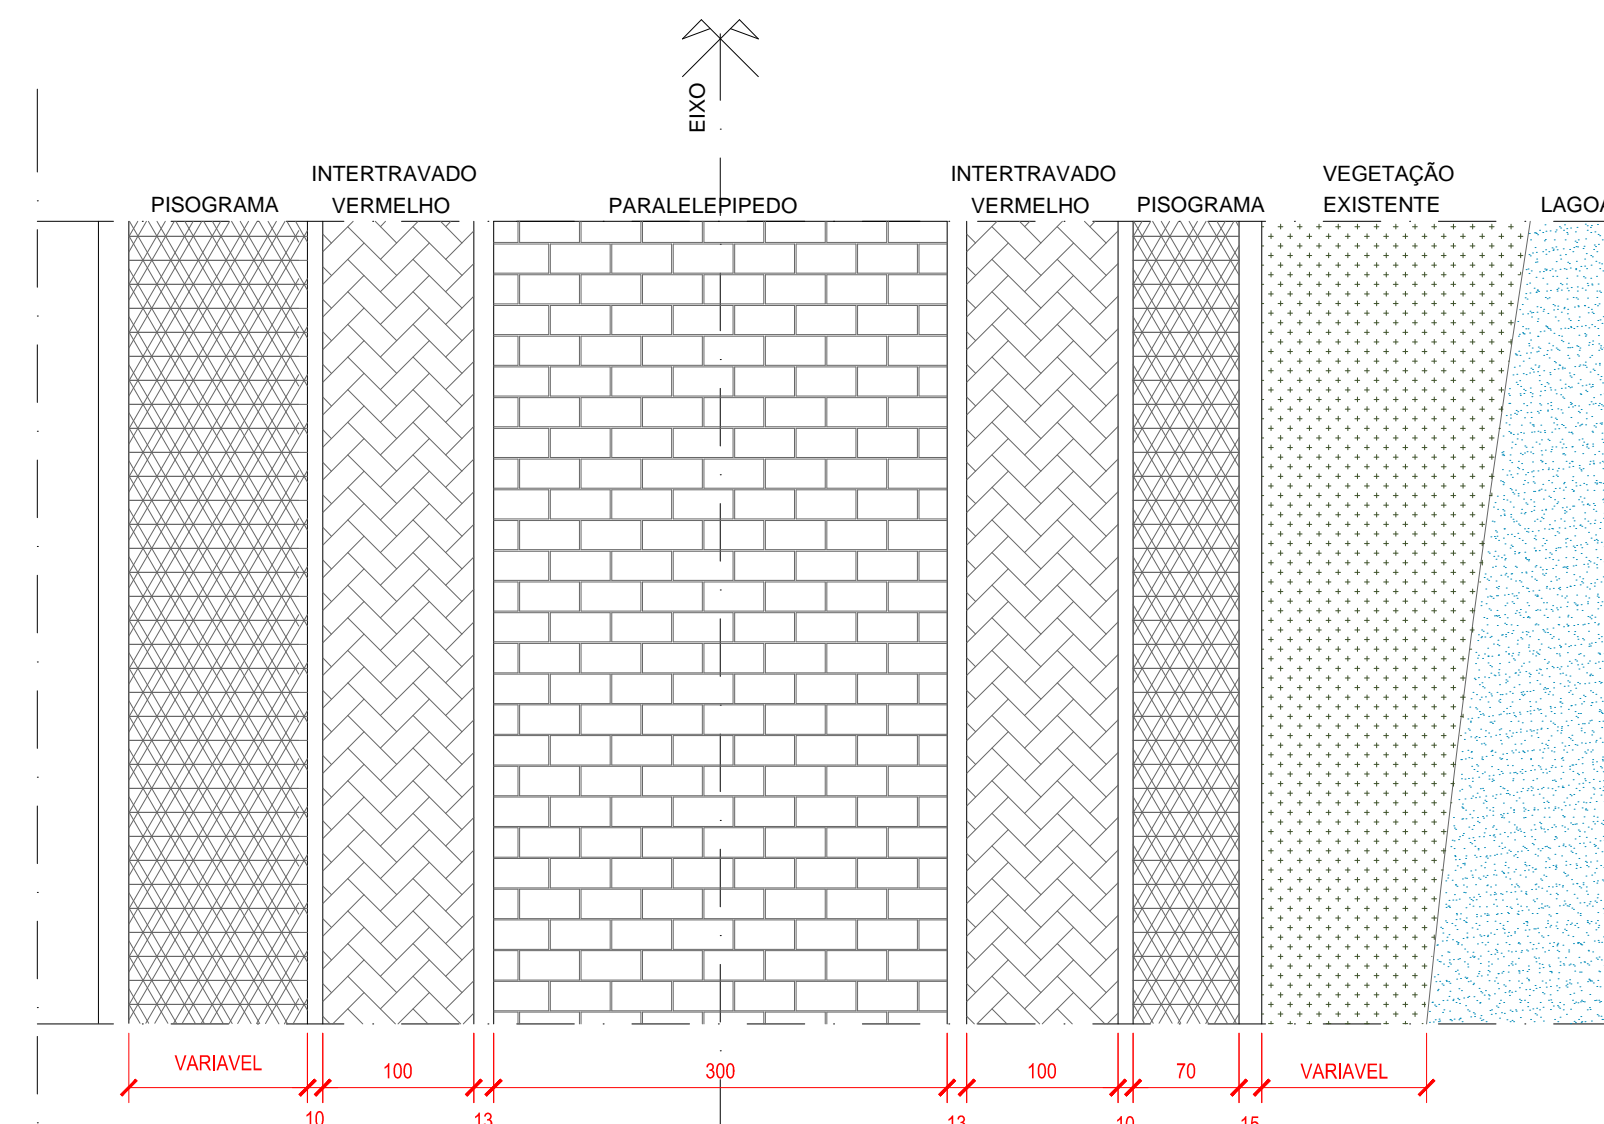 EIXO
INTERTRAVADO
VERMELHO
PISOGRAMA
PARALELEPIPEDO
INTERTRAVADO
VERMELHO
PISOGRAMA
VEGETAÇÃO
EXISTENTE
LAGOA
VARIAVEL
100
300
100
70
VARIAVEL
10
13
13
10
15